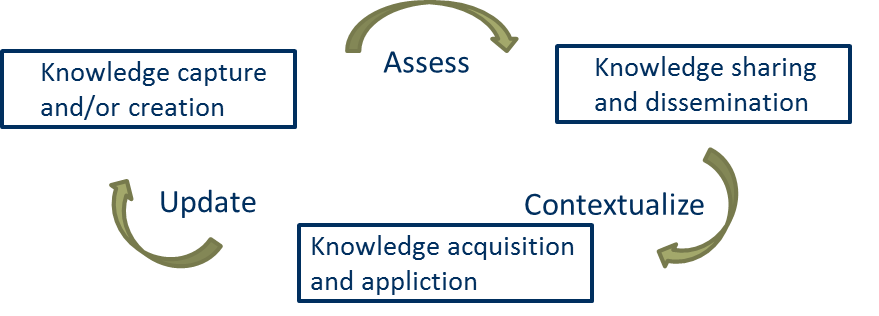 Knowledge capture
and/or creation
Assess
Knowledge sharing
and dissemination
Update
Contextualize
Knowledge acquisition
and appliction